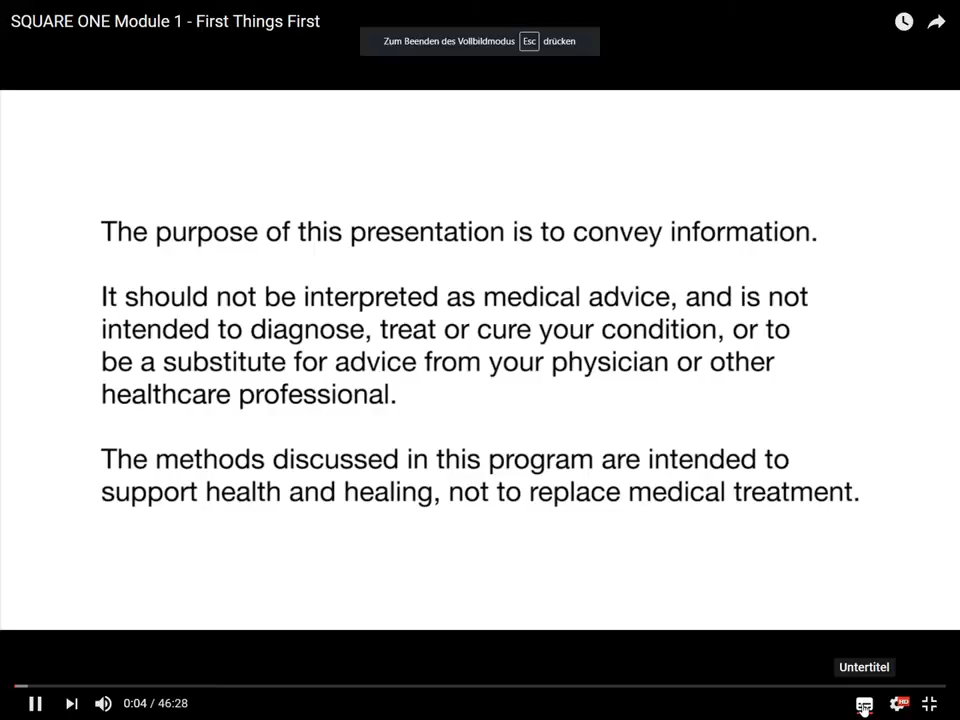 SQUARE ONE Module 1 - First Things First
Zum Beenden des Vollbildmodus Esc drücken
The purpose of this presentation is to convey information.
It should not be interpreted as medical advice, and is not
intended to diagnose, treat or cure your condition, or to
be a substitute for advice from your physician or other
healthcare professional.
The methods discussed in this program are intended to
support health and healing, not to replace medical treatment.
Untertitel
0:04 / 46:28
HD